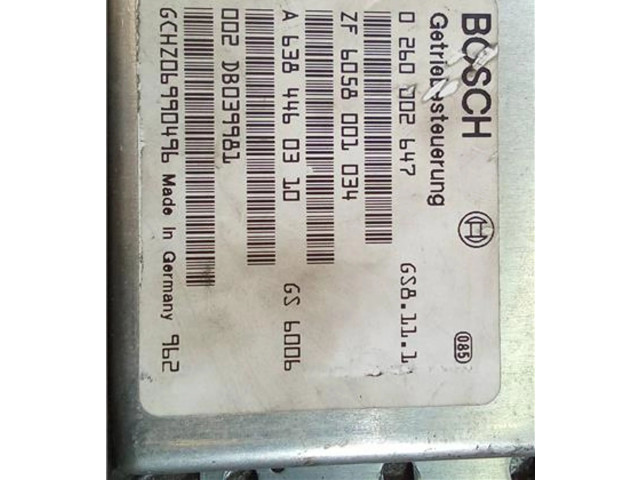 BOSCH
Getriebesteuerung
085
0 260 002 647 GS8.11.1
ZF 6058 001 034
A 638 446 03 10 GS 6006
002 DB039981
GCHZ06990496 Made In Germany 962